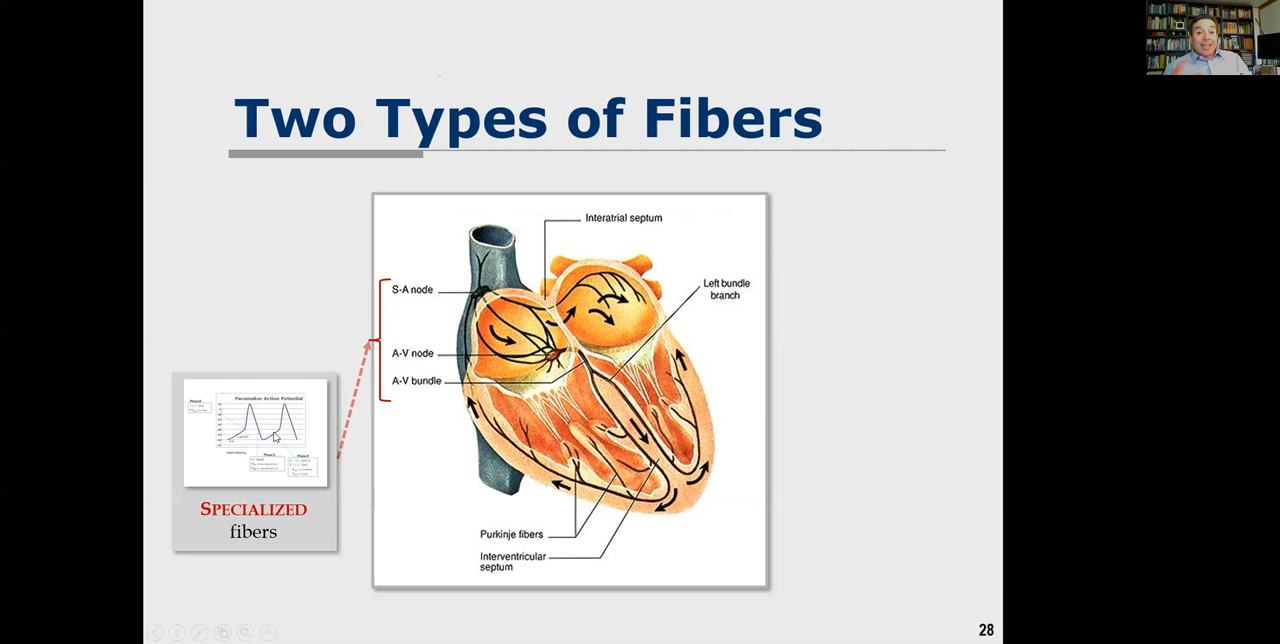 Two Types of Fibers
Interatrial septum
Left bundle
branch
S-A node
A-V node
A-V bundle
Pacemaker Action Potential
SPECIALIZED
fibers
Purkinje fibers
Interventricular
septum
28